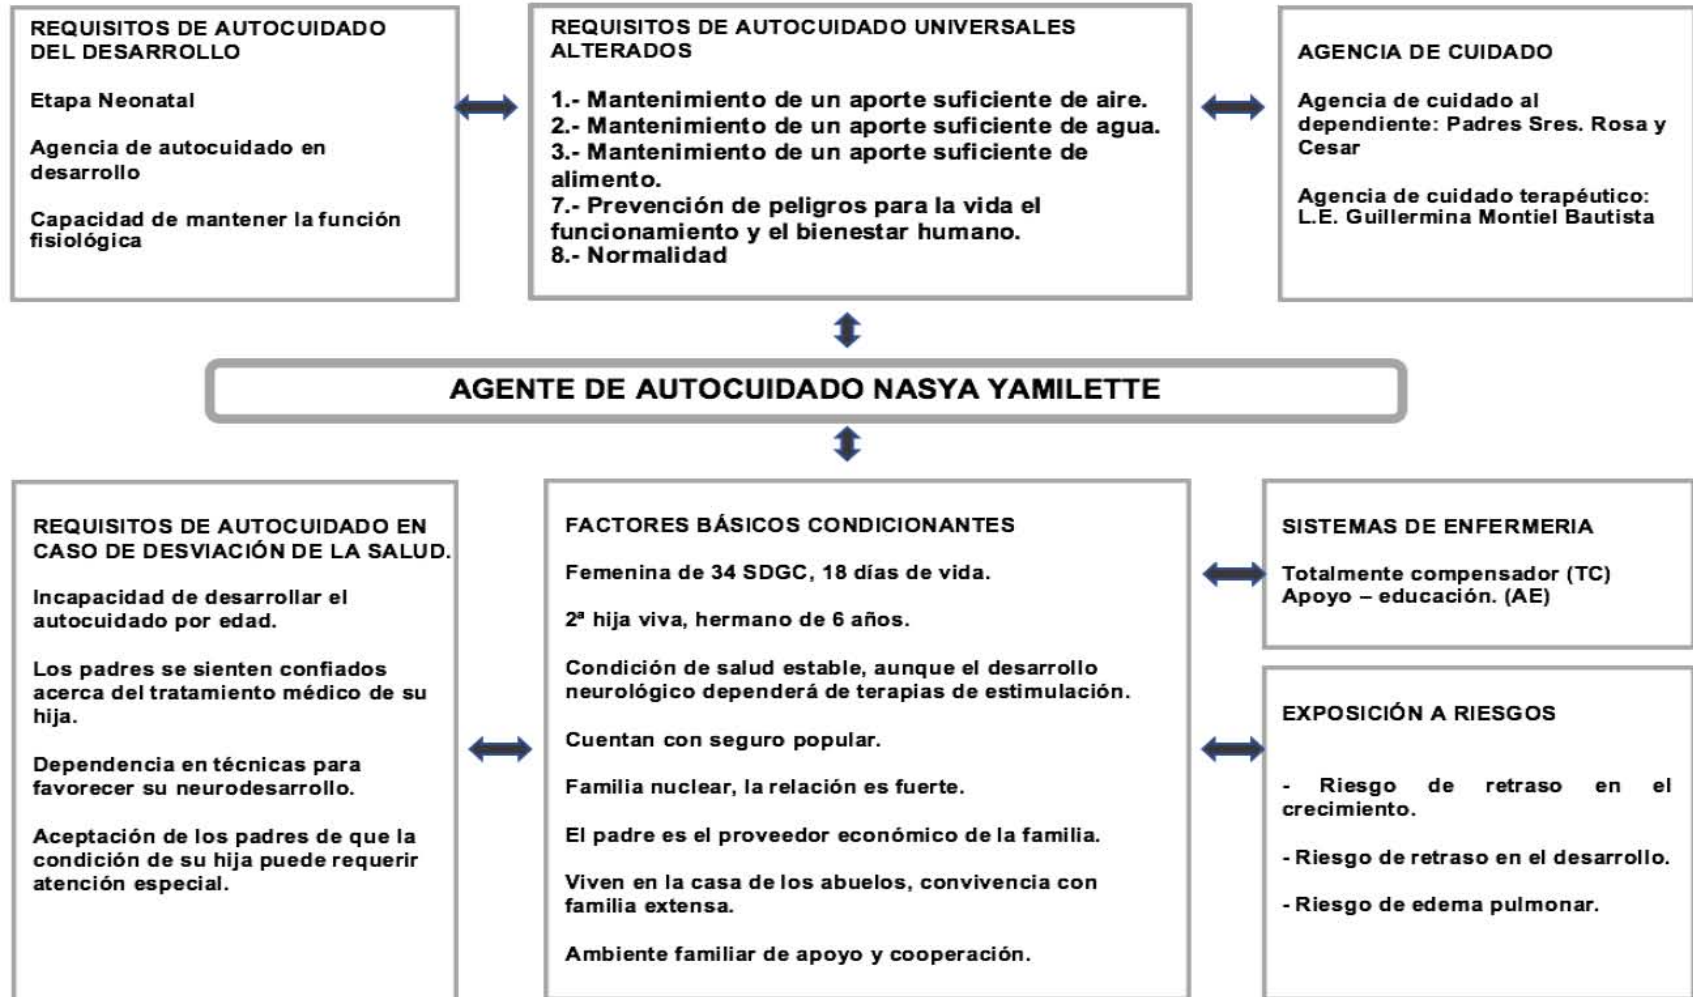 REQUISITOS DE AUTOCUIDADO
DEL DESARROLLO
Etapa Neonatal
Agencia de autocuidado en
desarrollo
Capacidad de mantener la función
fisiológica
REQUISITOS DE AUTOCUIDADO UNIVERSALES
ALTERADOS
1.- Mantenimiento de un aporte suficiente de aire.
2.- Mantenimiento de un aporte suficiente de agua.
3.- Mantenimiento de un aporte suficiente de
alimento.
7.- Prevención de peligros para la vida el
funcionamiento y el bienestar humano.
8.- Normalidad
AGENCIA DE CUIDADO
Agencia de cuidado al
dependiente: Padres Sres. Rosa y
Cesar
Agencia de cuidado terapéutico:
L.E. Guillermina Montiel Bautista
AGENTE DE AUTOCUIDADO NASYA YAMILETTE
REQUISITOS DE AUTOCUIDADO EN
CASO DE DESVIACIÓN DE LA SALUD.
Incapacidad de desarrollar el
autocuidado por edad.
Los padres se sienten confiados
acerca del tratamiento médico de su
hija.
Dependencia en técnicas para
favorecer su neurodesarrollo.
Aceptación de los padres de que la
condición de su hija puede requerir
atención especial.
FACTORES BÁSICOS CONDICIONANTES
Femenina de 34 SDGC, 18 días de vida.
2ª hija viva, hermano de 6 años.
Condición de salud estable, aunque el desarrollo
neurológico dependerá de terapias de estimulación.
Cuentan con seguro popular.
Familia nuclear, la relación es fuerte.
El padre es el proveedor económico de la familia.
Viven en la casa de los abuelos, convivencia con
familia extensa.
Ambiente familiar de apoyo y cooperación.
SISTEMAS DE ENFERMERIA
Totalmente compensador (TC)
Apoyo – educación. (AE)
EXPOSICIÓN A RIESGOS
- Riesgo de retraso en el
crecimiento.
- Riesgo de retraso en el desarrollo.
- Riesgo de edema pulmonar.